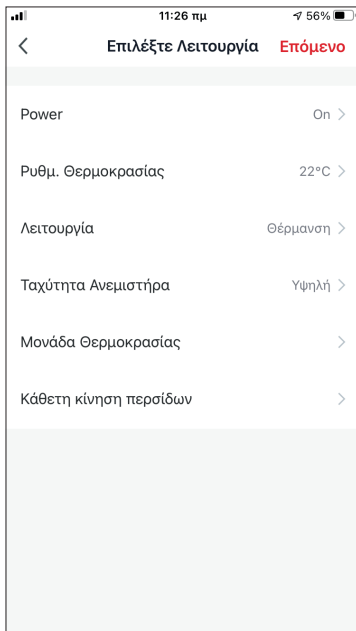 11:26 πμ 56%
Επιλέξτε Λειτουργία Επόμενο
Power On
Ρυθμ. Θερμοκρασίας 22°C
Λειτουργία Θέρμανση
Ταχύτητα Ανεμιστήρα Υψηλή
Μονάδα Θερμοκρασίας
Κάθετη κίνηση περσίδων